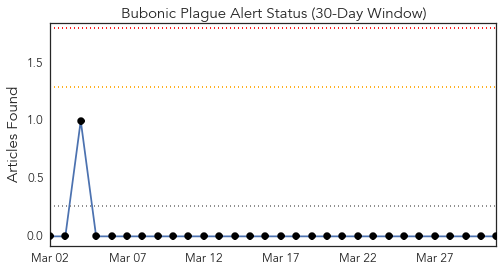 Bubonic Plague Alert Status (30-Day Window)
Articles Found
1.5
1.0
0.5
0.0
Mar 02 Mar 07 Mar 12 Mar 17 Mar 22 Mar 27